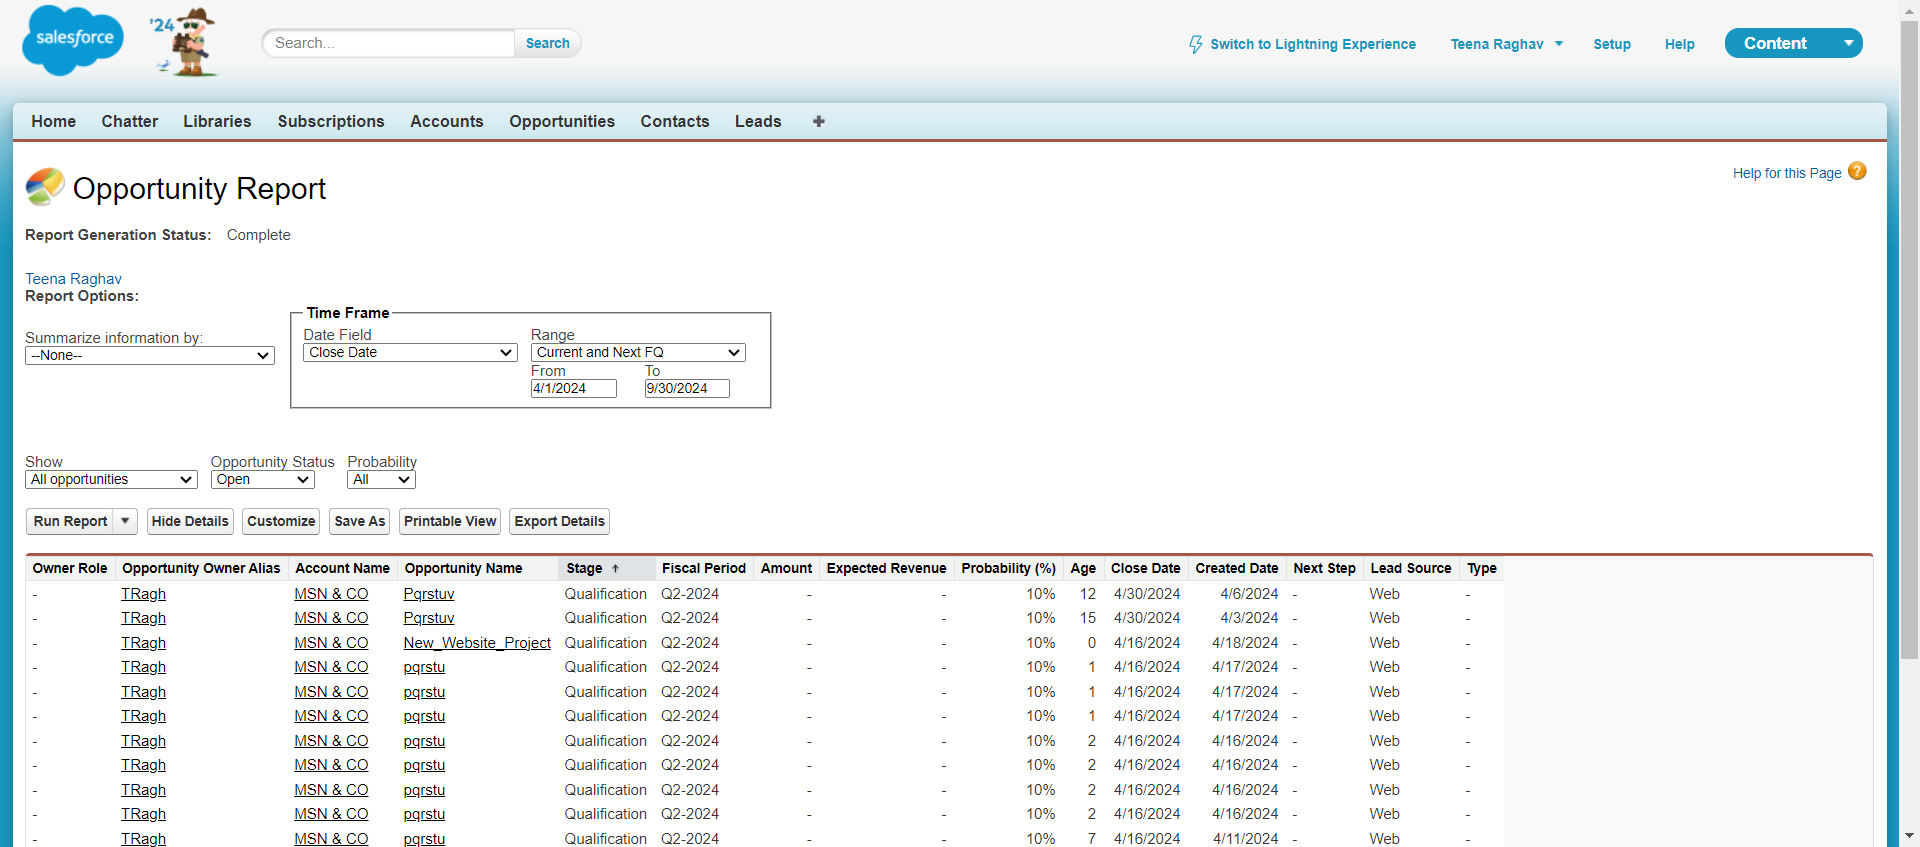 salesforce
'24
Search...
Search
Switch to Lightning Experience
Teena Raghav
Setup
Help
Content
Home Chatter Libraries Subscriptions Accounts Opportunities Contacts Leads +
Opportunity Report
Help for this Page ?
Report Generation Status: Complete
Teena Raghav
Report Options:
Summarize information by:
--None--
Time Frame
Date Field Range
Close Date Current and Next FQ
From To
4/1/2024 9/30/2024
Show Opportunity Status Probability
All opportunities Open All
Run Report Hide Details Customize Save As Printable View Export Details
Owner Role Opportunity Owner Alias Account Name Opportunity Name Stage ↑ Fiscal Period Amount Expected Revenue Probability (%) Age Close Date Created Date Next Step Lead Source Type
- TRagh MSN & CO Pqrstuv Qualification Q2-2024 - - 10% 12 4/30/2024 4/6/2024 - Web -
- TRagh MSN & CO Pqrstuv Qualification Q2-2024 - - 10% 15 4/30/2024 4/3/2024 - Web -
- TRagh MSN & CO New_Website_Project Qualification Q2-2024 - - 10% 0 4/16/2024 4/18/2024 - Web -
- TRagh MSN & CO pqrstu Qualification Q2-2024 - - 10% 1 4/16/2024 4/17/2024 - Web -
- TRagh MSN & CO pqrstu Qualification Q2-2024 - - 10% 1 4/16/2024 4/17/2024 - Web -
- TRagh MSN & CO pqrstu Qualification Q2-2024 - - 10% 1 4/16/2024 4/17/2024 - Web -
- TRagh MSN & CO pqrstu Qualification Q2-2024 - - 10% 2 4/16/2024 4/16/2024 - Web -
- TRagh MSN & CO pqrstu Qualification Q2-2024 - - 10% 2 4/16/2024 4/16/2024 - Web -
- TRagh MSN & CO pqrstu Qualification Q2-2024 - - 10% 2 4/16/2024 4/16/2024 - Web -
- TRagh MSN & CO pqrstu Qualification Q2-2024 - - 10% 2 4/16/2024 4/16/2024 - Web -
- TRagh MSN & CO pqrstu Qualification Q2-2024 - - 10% 7 4/16/2024 4/11/2024 - Web -